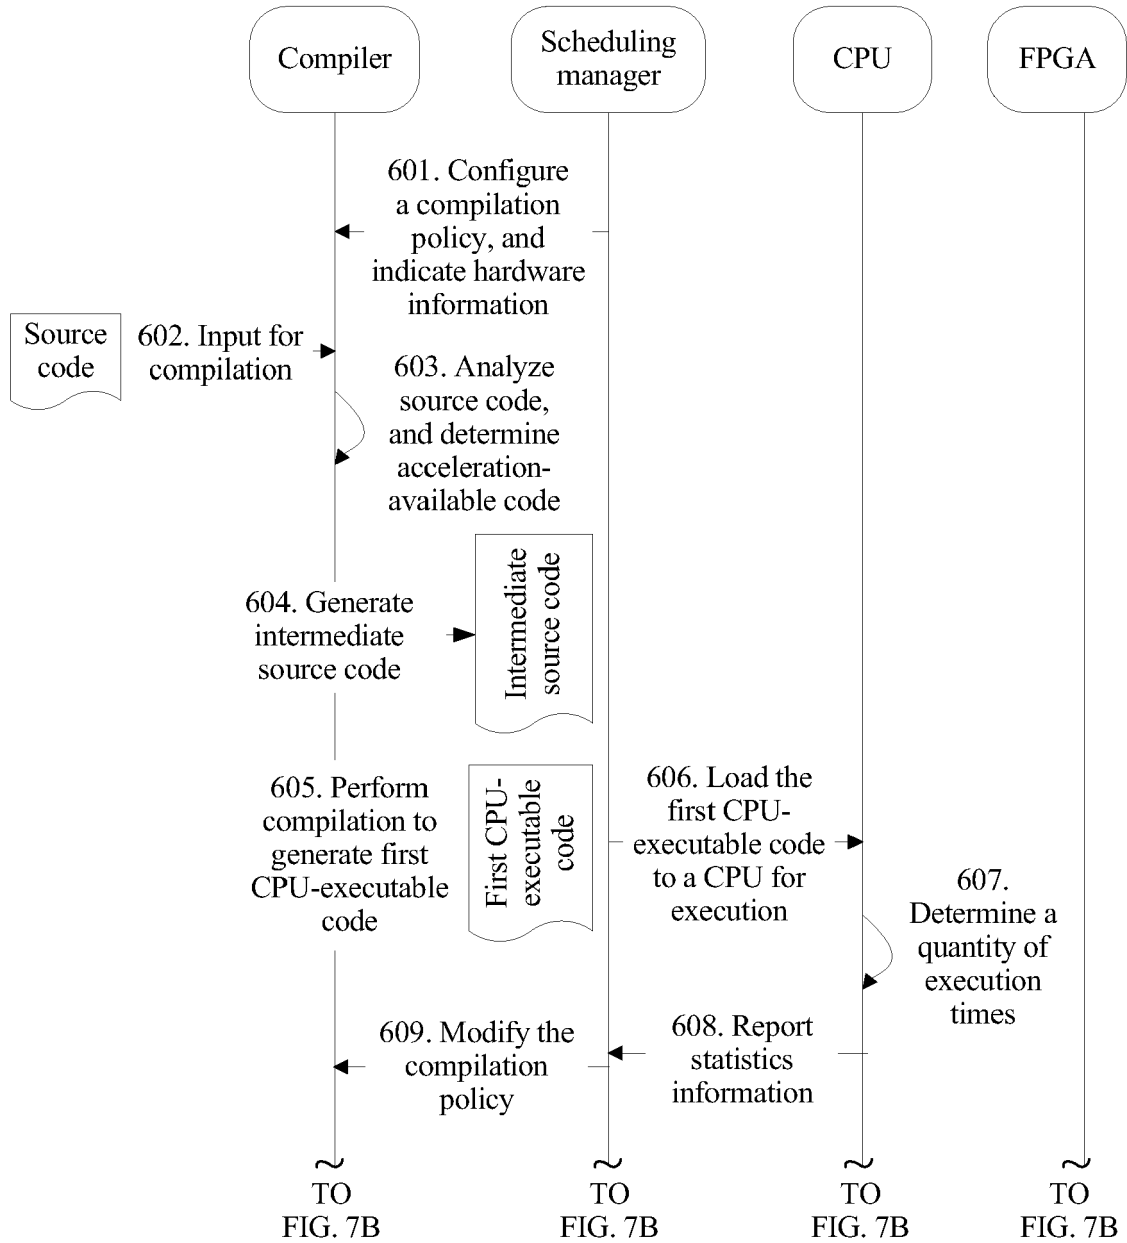 Compiler
Scheduling
manager
CPU
FPGA
601. Configure
a compilation
policy, and
indicate hardware
information
Source
code
602. Input for
compilation
603. Analyze
source code,
and determine
acceleration-
available code
604. Generate
intermediate
source code
Intermediate
source code
605. Perform
compilation to
generate first
CPU-executable
code
First CPU-
executable
code
606. Load the
first CPU-
executable code
to a CPU for
execution
607.
Determine a
quantity of
execution
times
608. Report
statistics
information
609. Modify the
compilation
policy
TO
FIG. 7B
TO
FIG. 7B
TO
FIG. 7B
TO
FIG. 7B